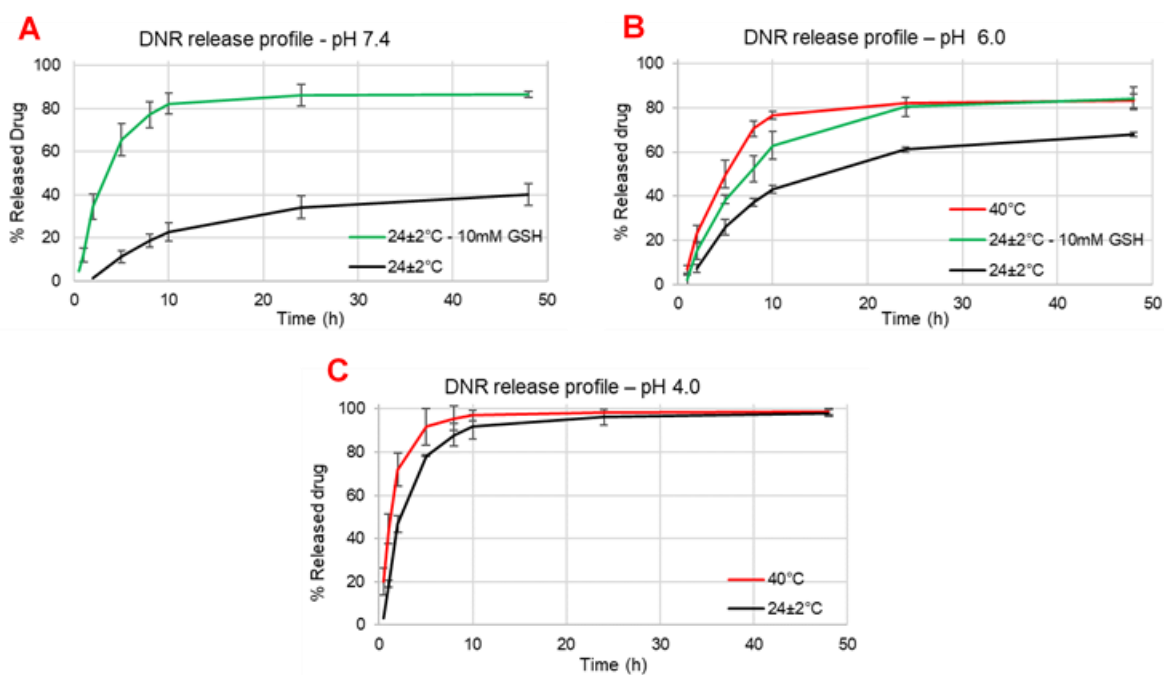 A
DNR release profile - pH 7.4
% Released Drug
100
80
60
40
20
0
24±2°C - 10mM GSH
24±2°C
0 10 20 30 40 50
Time (h)
B
DNR release profile – pH 6.0
% Released drug
100
80
60
40
20
0
40°C
24±2°C - 10mM GSH
24±2°C
0 10 20 30 40 50
Time (h)
C
DNR release profile – pH 4.0
% Released drug
100
80
60
40
20
0
40°C
24±2°C
0 10 20 30 40 50
Time (h)